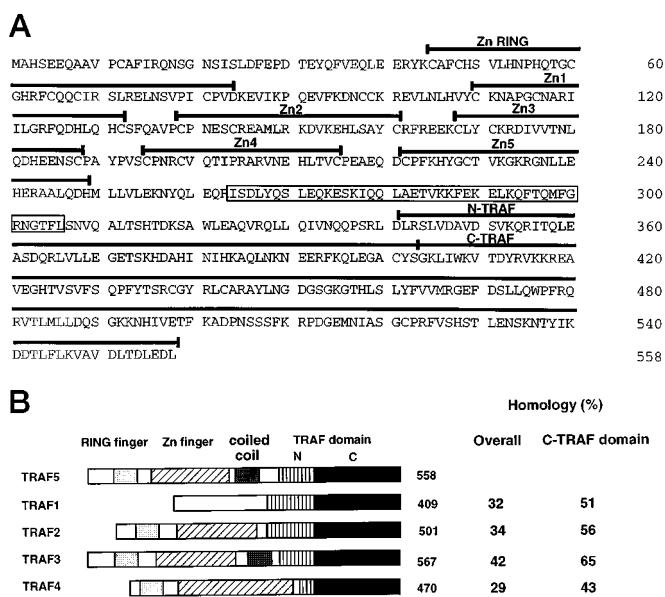 A
Zn RING
MAHSEEQAAV PCAFIRQNSG NSISLDFEPD TEYQFVEQLE ERYKCAFCHS VLHNPHQTGC 60
Zn1
GHRFCQQCIR SLRELNSVPI CPVDKEVIKP QEVFKDNCCK REVLNLHVYC KNAPGCNARI 120
Zn2 Zn3
ILGRFQDHLQ HCSFQAVPCP NESCREAMLR KDVKEHLSAY CRFREEKCLY CKRDIVVTNL 180
Zn4 Zn5
QDHEENSCPA YPVSCPNRCV QTIPRARVNE HLTVCPEAEQ DCPFKHYGCT VKGKRGNLLE 240
HERAALQDHM LLVLEKNYQL EQPISDLYQS LEQKESKIQQ LAETVKKFEK ELKQFTQMFG 300
N-TRAF
RNGTFLSNVQ ALTSHTDKSA WLEAQVRQLL QIVNQQPSRL DLRSLVDAVD SVKQRITQLE 360
C-TRAF
ASDQRLVLLE GETSKHDAHI NIHKAQLNKN EERFKQLEGA CYSGKLIWKV TDYRVKKREA 420
VEGHTVSVFS QPFYTSRCGY RLCARAYLNG DGSGKGTHLS LYFVVMRGEF DSLLQWPFRQ 480
RVTLMLLDQS GKKNHIVETF KADPNSSSFK RPDGEMNIAS GCPRFVSHST LENSKNTYIK 540
DDTLFLKVAV DLTDLEDL 558
B
Homology (%)
RING finger Zn finger coiled coil TRAF domain Overall C-TRAF domain
N C
TRAF5 558
TRAF1 409 32 51
TRAF2 501 34 56
TRAF3 567 42 65
TRAF4 470 29 43